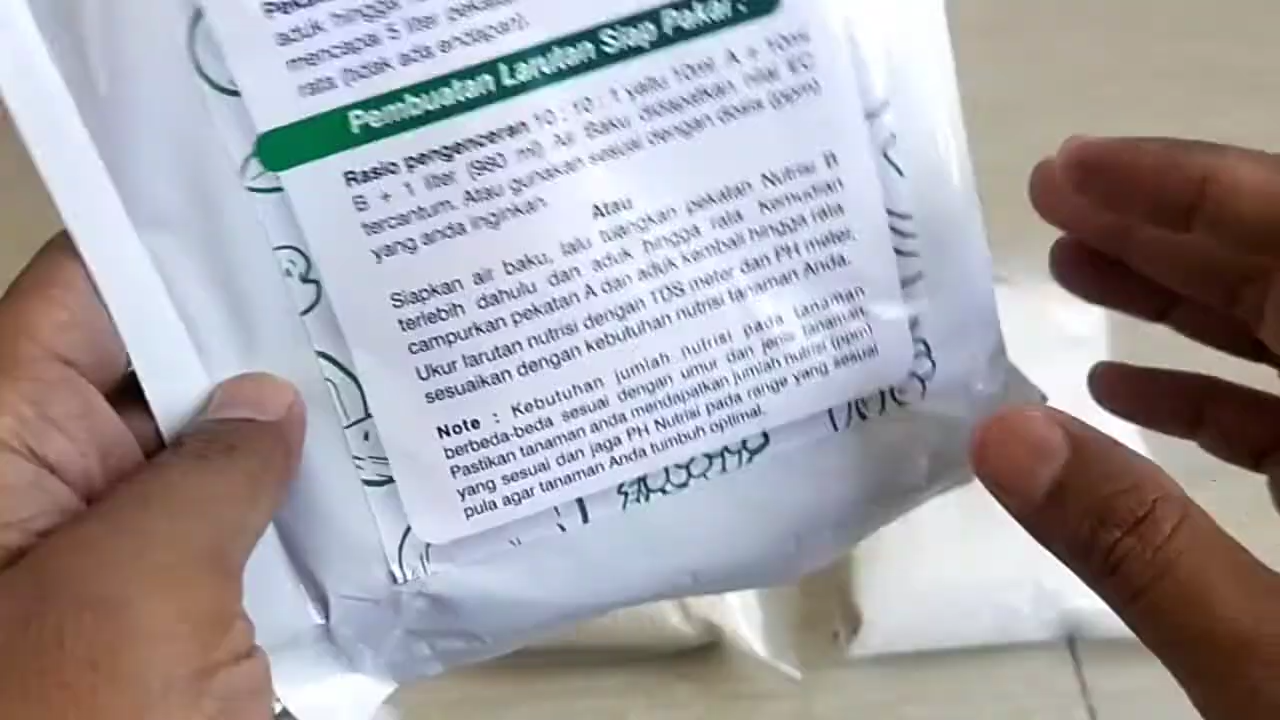 aduk hingga
mencapai 5 liter
rata (tidak ada endapan).
Pembuatan Larutan Siap Pakai :
Rasio pengenceran 10 : 10 : 1 yaitu 10ml A + 10ml
B + 1 liter (980 ml) Air Baku didapatkan nilai EC
tercantum. Atau gunakan sesuai dengan dosis (ppm)
yang anda inginkan.
Atau
Siapkan air baku, lalu tuangkan pekatan Nutrisi B
terlebih dahulu dan aduk hingga rata. Kemudian
campurkan pekatan A dan aduk kembali hingga rata.
Ukur larutan nutrisi dengan TDS meter dan PH meter,
sesuaikan dengan kebutuhan nutrisi tanaman Anda.
Note : Kebutuhan jumlah nutrisi pada tanaman
berbeda-beda sesuai dengan umur dan jenis tanaman.
Pastikan tanaman anda mendapatkan jumlah nutrisi (ppm)
yang sesuai dan jaga PH Nutrisi pada range yang sesuai
pula agar tanaman Anda tumbuh optimal.